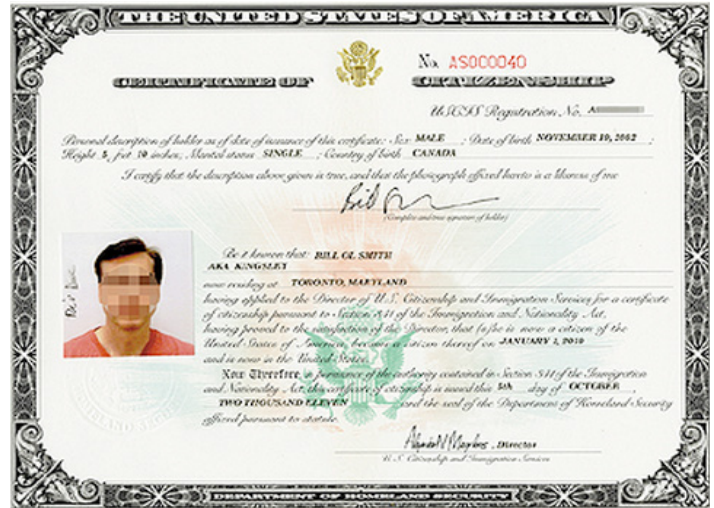 THE UNITED STATES OF AMERICA
No. AS000040
CERTIFICATE OF CITIZENSHIP
USCIS Registration No. A
Personal description of holder as of date of issuance of this certificate: Sex MALE ; Date of birth NOVEMBER 19, 2002 ;
Height 5 feet 10 inches; Marital status SINGLE ; Country of birth CANADA
I certify that the description above given is true, and that the photograph affixed hereto is a likeness of me
(Complete and true signature of holder)
Be it known that: BILL OL SMITH
AKA KINGSLEY
now residing at TORONTO, MARYLAND
having applied to the Director of U.S. Citizenship and Immigration Services for a certificate
of citizenship pursuant to Section 341 of the Immigration and Nationality Act,
having proved to the satisfaction of the Director, that (s)he is now a citizen of the
United States of America, became a citizen thereof on JANUARY 2, 2010
and is now in the United States.
Now Therefore, in pursuance of the authority contained in Section 341 of the Immigration
and Nationality Act, this certificate of citizenship is issued this 5th day of OCTOBER ,
TWO THOUSAND ELEVEN and the seal of the Department of Homeland Security
affixed pursuant to statute.
, Director
U. S. Citizenship and Immigration Services
DEPARTMENT OF HOMELAND SECURITY